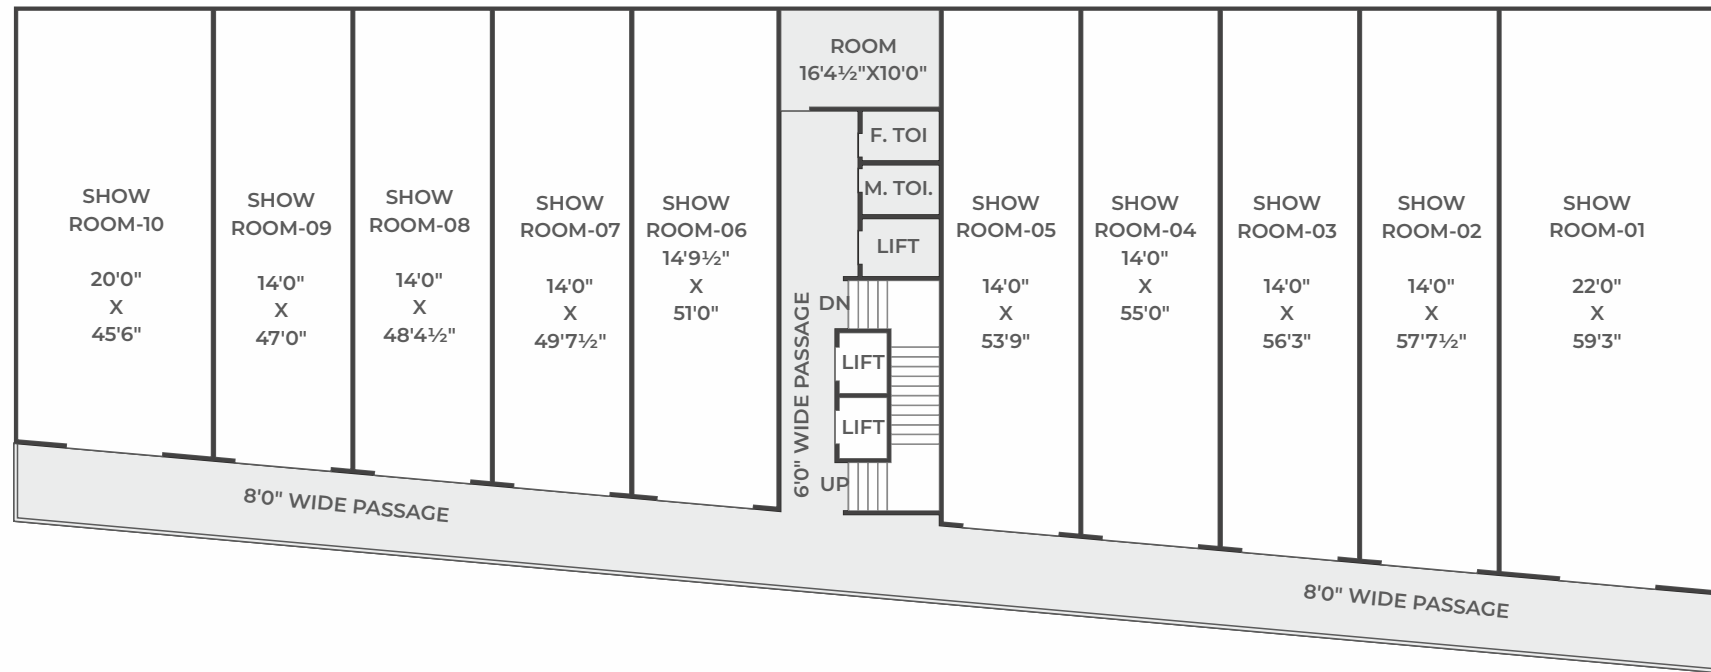 ROOM
16'4½"X10'0"
F. TOI
M. TOI.
LIFT
SHOW
ROOM-10
20'0"
X
45'6"
SHOW
ROOM-09
14'0"
X
47'0"
SHOW
ROOM-08
14'0"
X
48'4½"
SHOW
ROOM-07
14'0"
X
49'7½"
SHOW
ROOM-06
14'9½"
X
51'0"
6'0" WIDE PASSAGE
DN
LIFT
LIFT
UP
SHOW
ROOM-05
14'0"
X
53'9"
SHOW
ROOM-04
14'0"
X
55'0"
SHOW
ROOM-03
14'0"
X
56'3"
SHOW
ROOM-02
14'0"
X
57'7½"
SHOW
ROOM-01
22'0"
X
59'3"
8'0" WIDE PASSAGE
8'0" WIDE PASSAGE